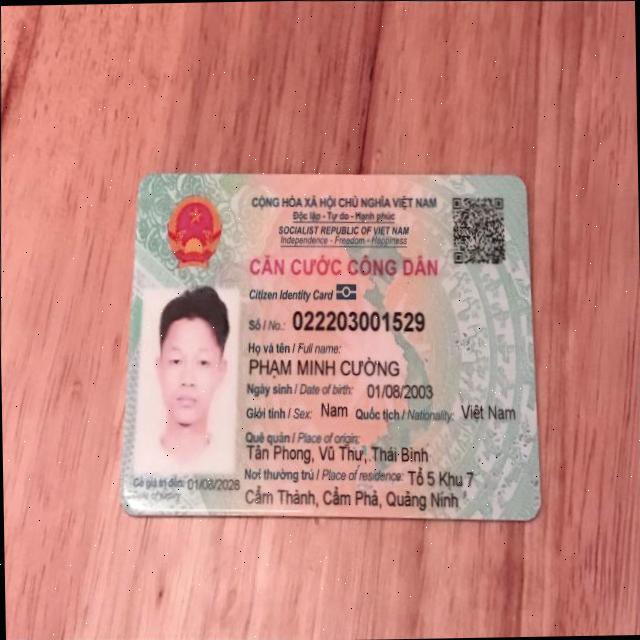 CỘNG HÒA XÃ HỘI CHỦ NGHĨA VIỆT NAM
Độc lập - Tự do - Hạnh phúc
SOCIALIST REPUBLIC OF VIET NAM
Independence - Freedom - Happiness
CĂN CƯỚC CÔNG DÂN
Citizen Identity Card
Số / No.: 022203001529
Họ và tên / Full name:
PHẠM MINH CƯỜNG
Ngày sinh / Date of birth: 01/08/2003
Giới tính / Sex: Nam Quốc tịch / Nationality: Việt Nam
Quê quán / Place of origin:
Tân Phong, Vũ Thư, Thái Bình
Nơi thường trú / Place of residence: Tổ 5 Khu 7
Cẩm Thành, Cẩm Phả, Quảng Ninh
Có giá trị đến: 01/08/2028